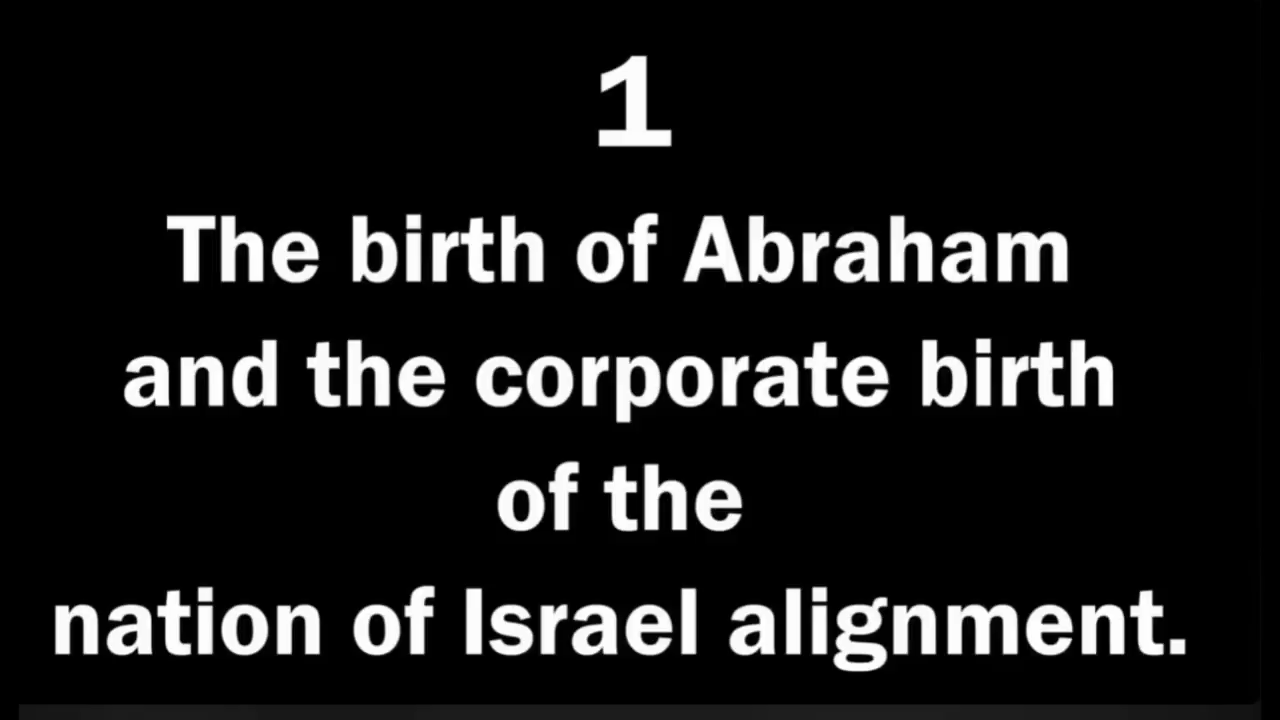 1
The birth of Abraham
and the corporate birth
of the
nation of Israel alignment.